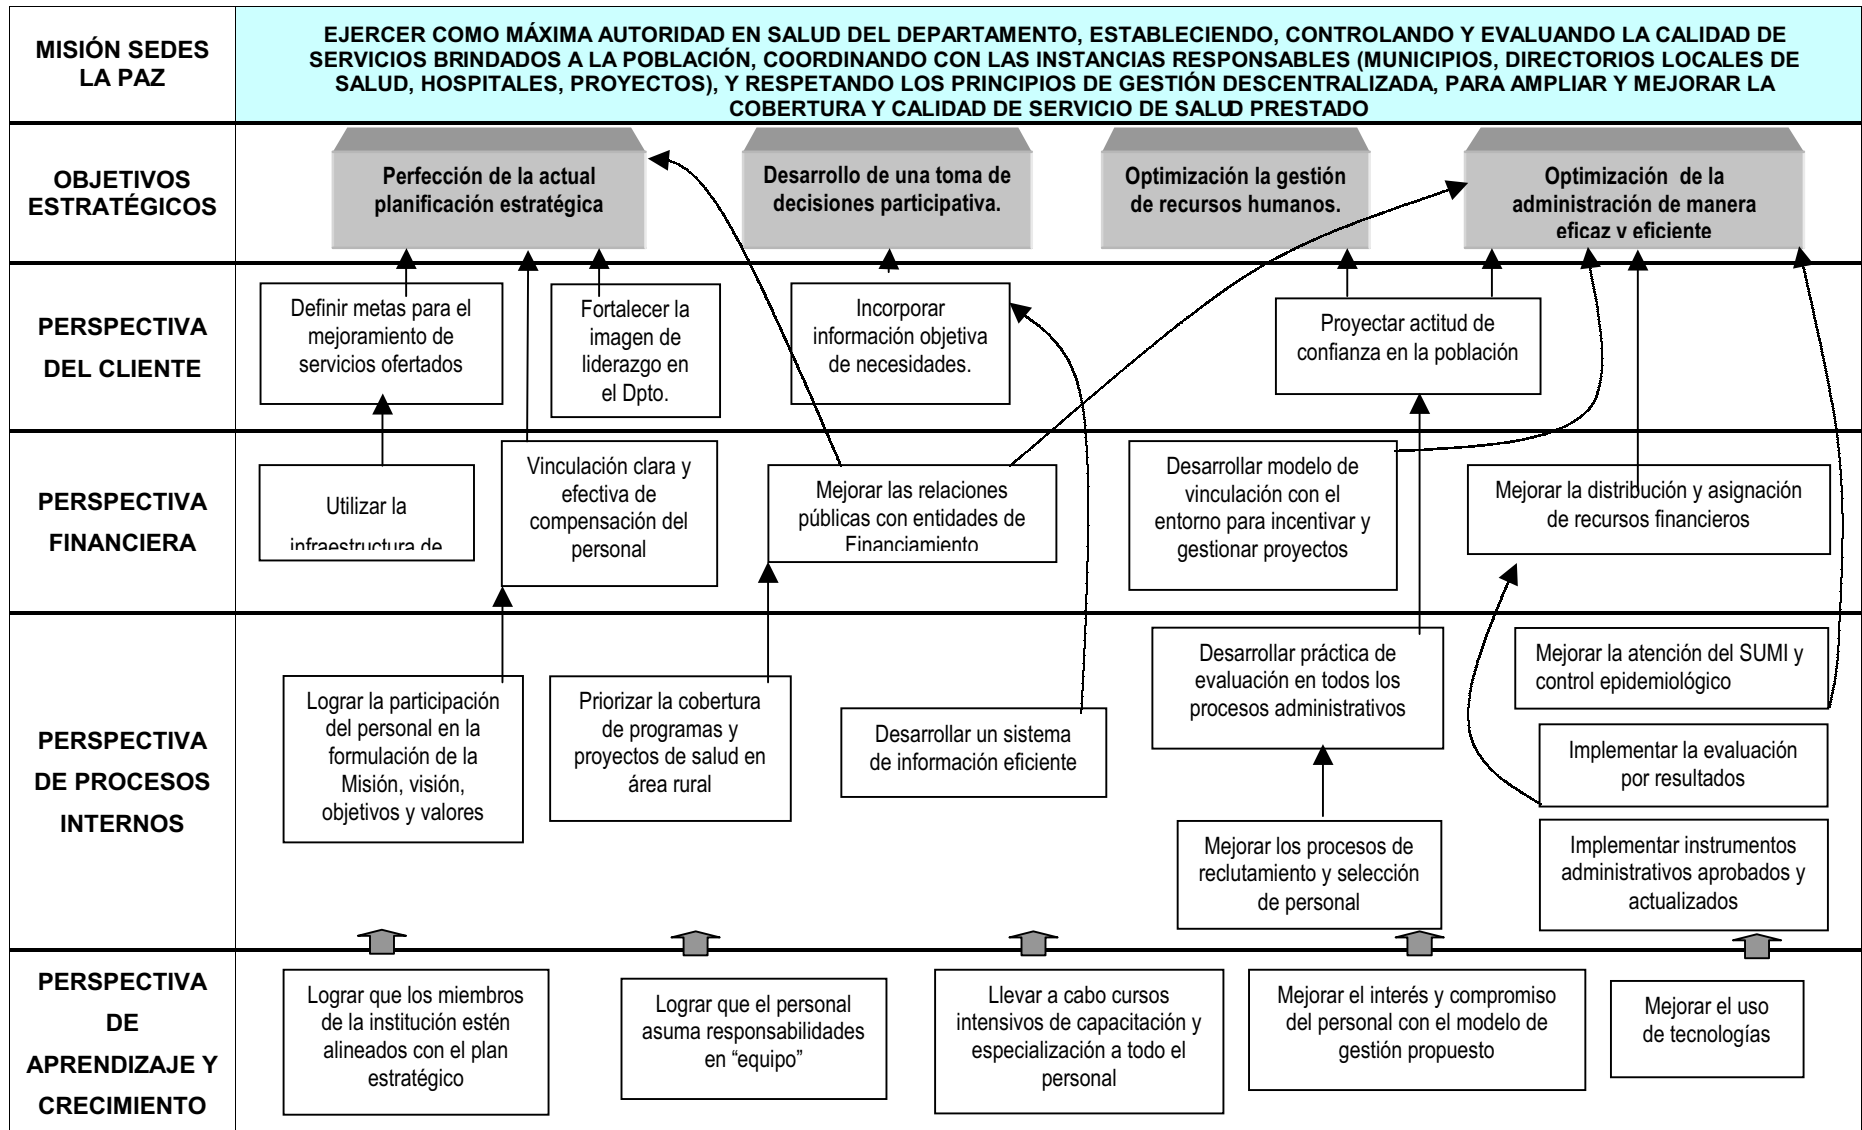 MISIÓN SEDES
LA PAZ
EJERCER COMO MÁXIMA AUTORIDAD EN SALUD DEL DEPARTAMENTO, ESTABLECIENDO, CONTROLANDO Y EVALUANDO LA CALIDAD DE
SERVICIOS BRINDADOS A LA POBLACIÓN, COORDINANDO CON LAS INSTANCIAS RESPONSABLES (MUNICIPIOS, DIRECTORIOS LOCALES DE
SALUD, HOSPITALES, PROYECTOS), Y RESPETANDO LOS PRINCIPIOS DE GESTIÓN DESCENTRALIZADA, PARA AMPLIAR Y MEJORAR LA
COBERTURA Y CALIDAD DE SERVICIO DE SALUD PRESTADO
OBJETIVOS
ESTRATÉGICOS
Perfección de la actual
planificación estratégica
Desarrollo de una toma de
decisiones participativa.
Optimización la gestión
de recursos humanos.
Optimización de la
administración de manera
eficaz y eficiente
PERSPECTIVA
DEL CLIENTE
Definir metas para el
mejoramiento de
servicios ofertados
Fortalecer la
imagen de
liderazgo en
el Dpto.
Incorporar
información objetiva
de necesidades.
Proyectar actitud de
confianza en la población
PERSPECTIVA
FINANCIERA
Utilizar la
infraestructura de
Vinculación clara y
efectiva de
compensación del
personal
Mejorar las relaciones
públicas con entidades de
Financiamiento
Desarrollar modelo de
vinculación con el
entorno para incentivar y
gestionar proyectos
Mejorar la distribución y asignación
de recursos financieros
PERSPECTIVA
DE PROCESOS
INTERNOS
Lograr la participación
del personal en la
formulación de la
Misión, visión,
objetivos y valores
Priorizar la cobertura
de programas y
proyectos de salud en
área rural
Desarrollar un sistema
de información eficiente
Desarrollar práctica de
evaluación en todos los
procesos administrativos
Mejorar los procesos de
reclutamiento y selección
de personal
Mejorar la atención del SUMI y
control epidemiológico
Implementar la evaluación
por resultados
Implementar instrumentos
administrativos aprobados y
actualizados
PERSPECTIVA
DE
APRENDIZAJE Y
CRECIMIENTO
Lograr que los miembros
de la institución estén
alineados con el plan
estratégico
Lograr que el personal
asuma responsabilidades
en “equipo”
Llevar a cabo cursos
intensivos de capacitación y
especialización a todo el
personal
Mejorar el interés y compromiso
del personal con el modelo de
gestión propuesto
Mejorar el uso
de tecnologías